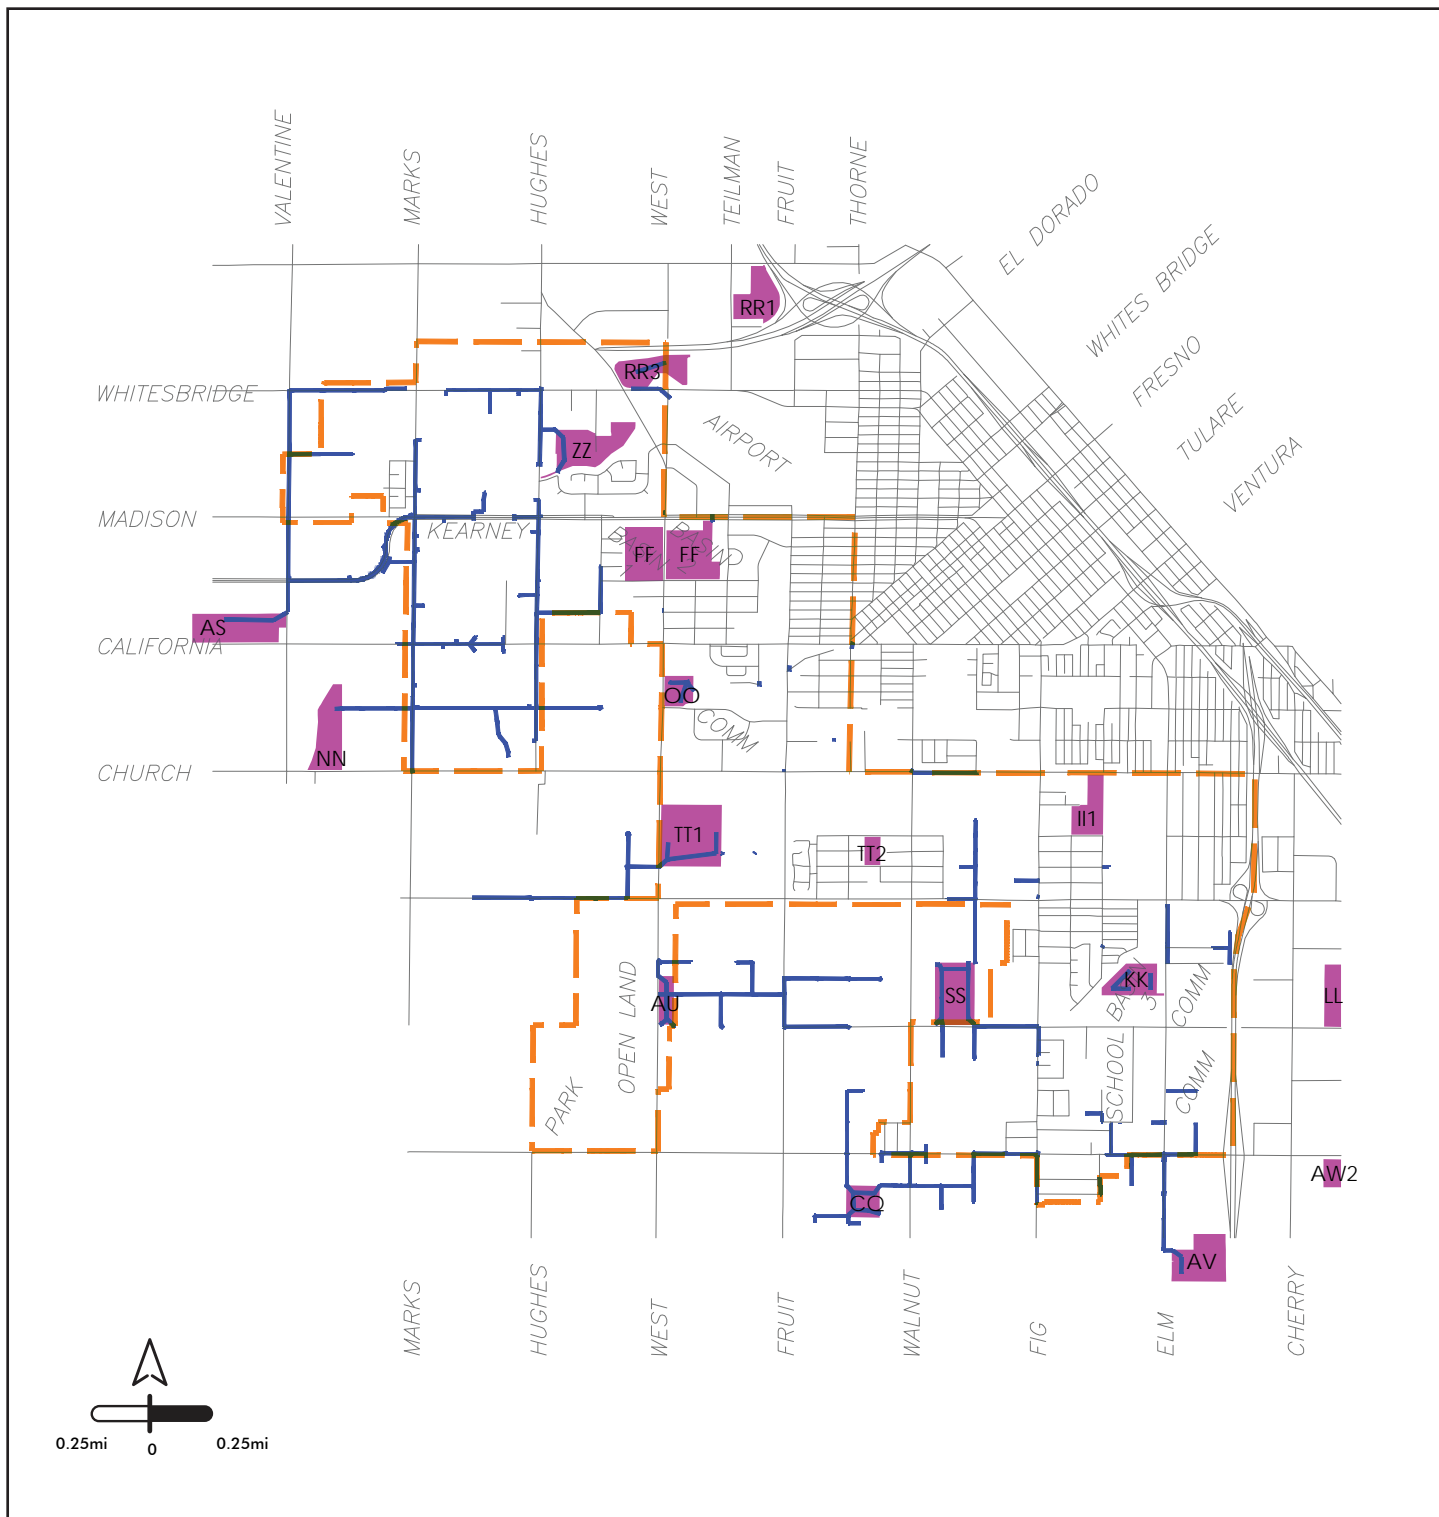 VALENTINE
MARKS
HUGHES
WEST
TEILMAN
FRUIT
THORNE
EL DORADO
WHITES BRIDGE
FRESNO
TULARE
VENTURA
RR1
RR3
WHITESBRIDGE
AIRPORT
ZZ
MADISON
KEARNEY
BASIN
FF
BASIN
FF
AS
CALIFORNIA
OO
COMM
NN
CHURCH
TT1
II1
TT2
OPEN LAND
AU
SS
BASIN
3
KK
COMM
LL
PARK
SCHOOL
COMM
CQ
AW2
AV
MARKS
HUGHES
WEST
FRUIT
WALNUT
FIG
ELM
CHERRY
0.25mi
0
0.25mi